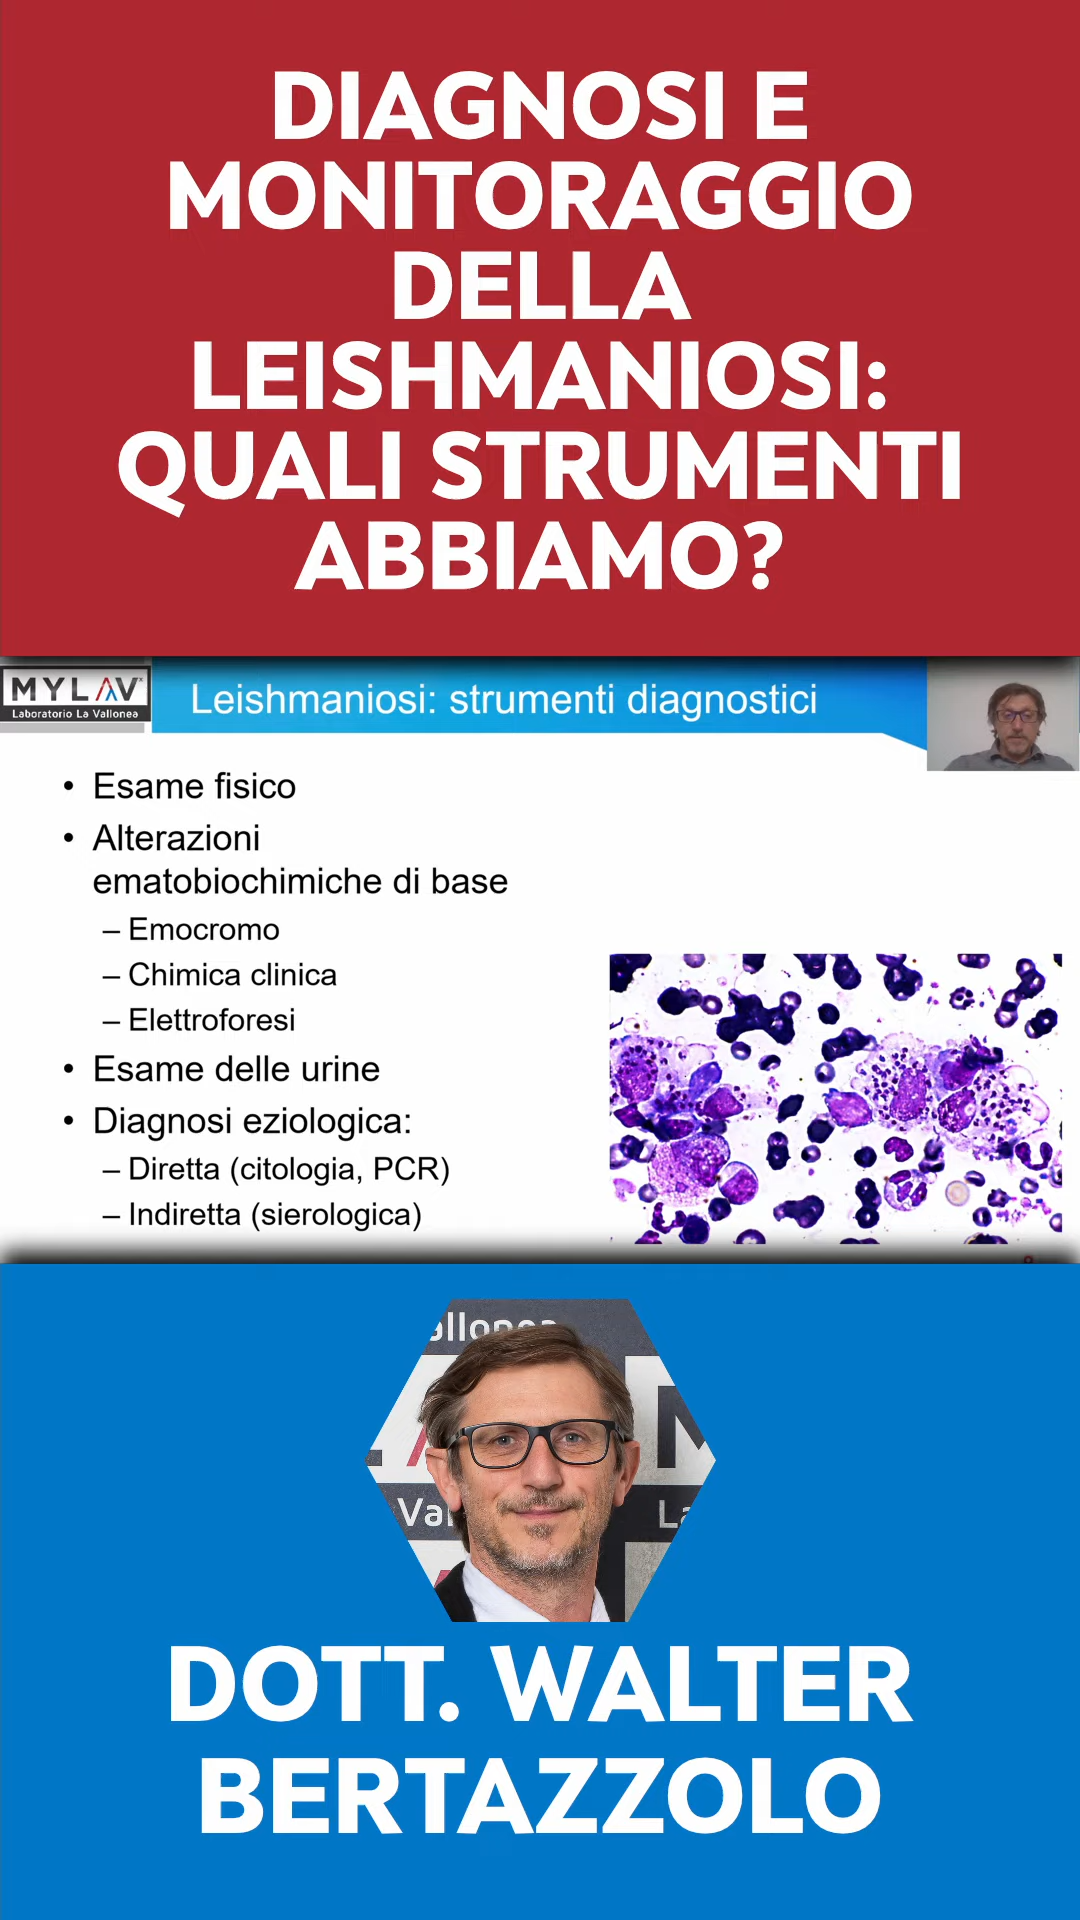 DIAGNOSI E
MONITORAGGIO
DELLA
LEISHMANIOSI:
QUALI STRUMENTI
ABBIAMO?
MYLAV
Laboratorio La Vallonea
Leishmaniosi: strumenti diagnostici
• Esame fisico
• Alterazioni
ematobiochimiche di base
– Emocromo
– Chimica clinica
– Elettroforesi
• Esame delle urine
• Diagnosi eziologica:
– Diretta (citologia, PCR)
– Indiretta (sierologica)
DOTT. WALTER
BERTAZZOLO